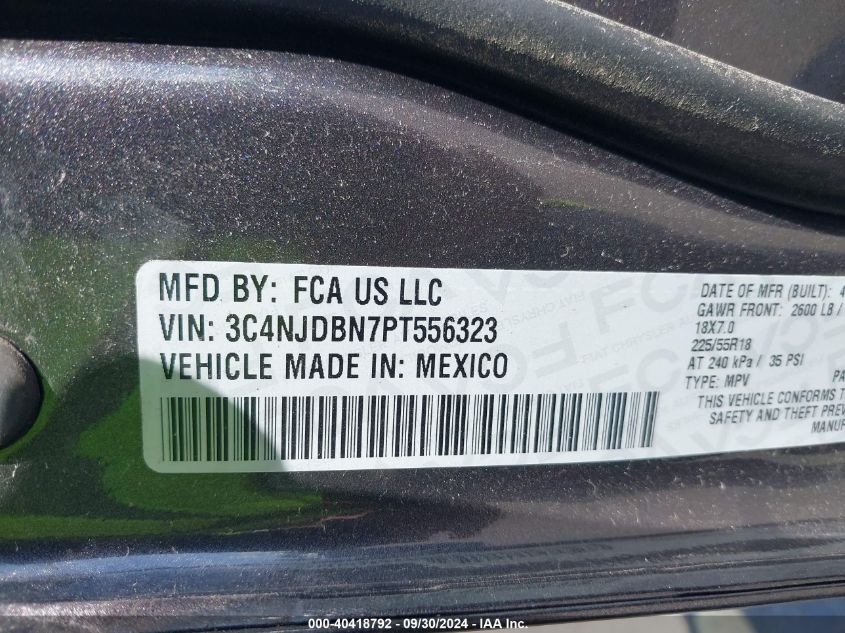 MFD BY: FCA US LLC
VIN: 3C4NJDBN7PT556323
VEHICLE MADE IN: MEXICO
DATE OF MFR (BUILT): 4
GAWR FRONT: 2600 LB /
18X7.0
225/55R18
AT 240 kPa / 35 PSI
TYPE: MPV
THIS VEHICLE CONFORMS
SAFETY AND THEFT
000-40418792 - 09/30/2024 - IAA Inc.